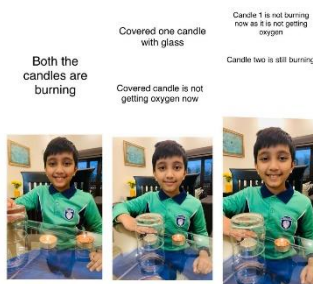 Both the
candles are
burning
Covered one candle
with glass
Covered candle is not
getting oxygen now
Candle 1 is not burning
now as it is not getting
oxygen
Candle two is still burning